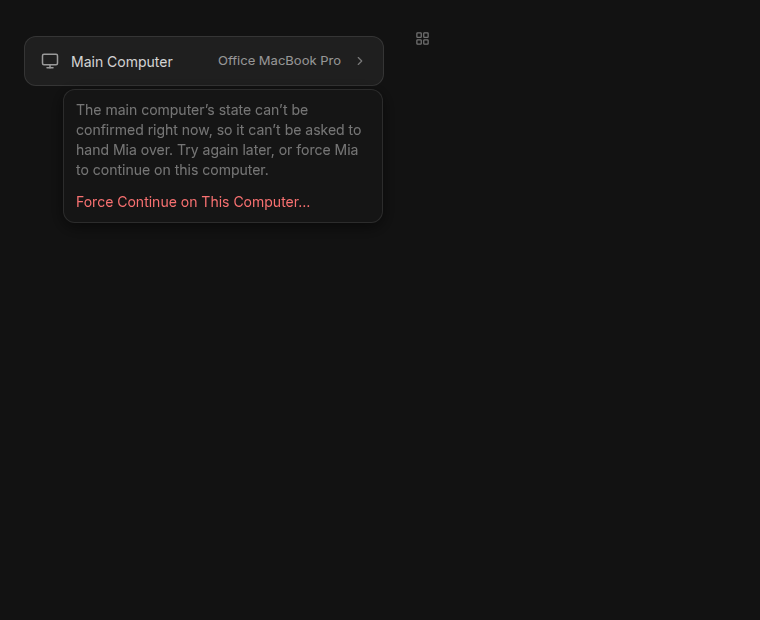 Main Computer
Office MacBook Pro
The main computer’s state can’t be
confirmed right now, so it can’t be asked to
hand Mia over. Try again later, or force Mia
to continue on this computer.
Force Continue on This Computer…